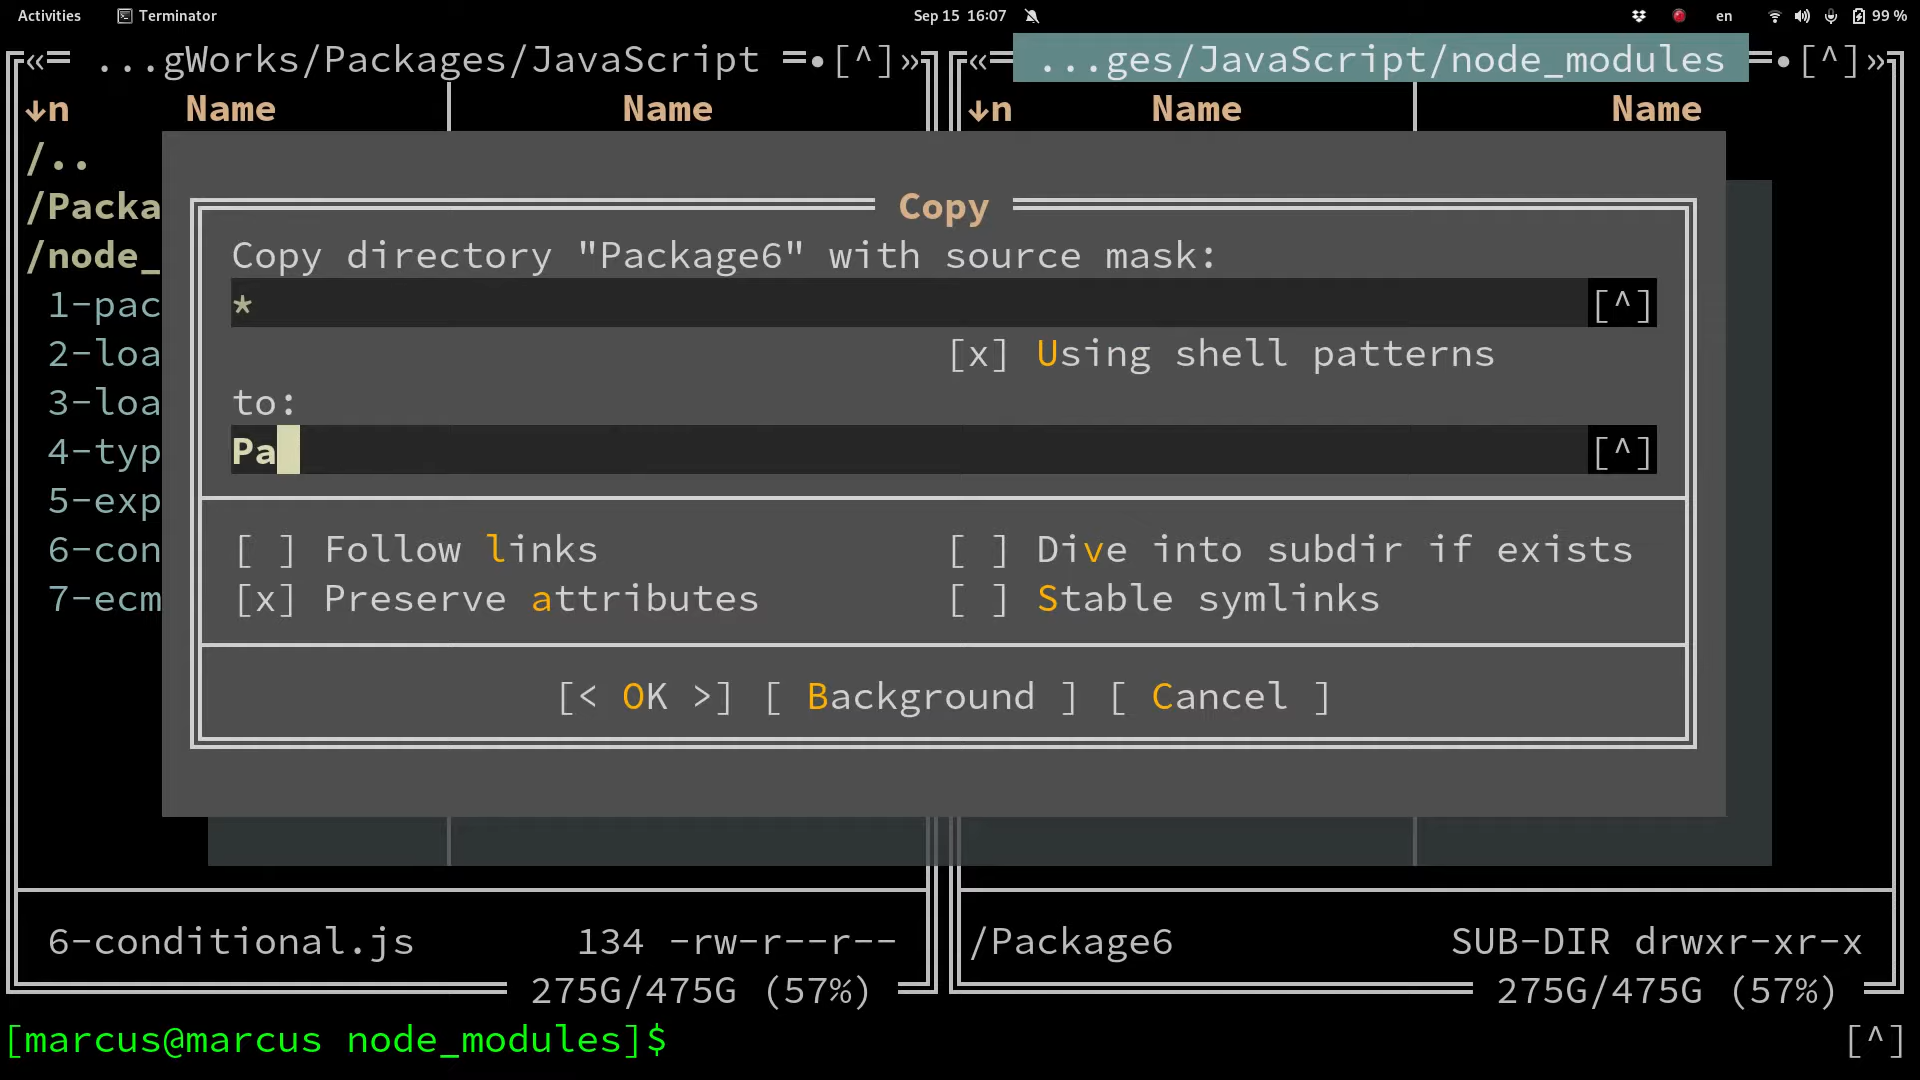 Activities Terminator Sep 15 16:07 en 99 %
«= ...gWorks/Packages/JavaScript =•[^]» «= ...ges/JavaScript/node_modules =•[^]»
↓n Name Name ↓n Name Name
/..
/Packa
/node_
1-pac
2-loa
3-loa
4-typ
5-exp
6-con
7-ecm
Copy
Copy directory "Package6" with source mask:
* [^]
[x] Using shell patterns
to:
Pa [^]
[ ] Follow links [ ] Dive into subdir if exists
[x] Preserve attributes [ ] Stable symlinks
[< OK >] [ Background ] [ Cancel ]
6-conditional.js 134 -rw-r--r-- /Package6 SUB-DIR drwxr-xr-x
275G/475G (57%) 275G/475G (57%)
[marcus@marcus node_modules]$ [^]